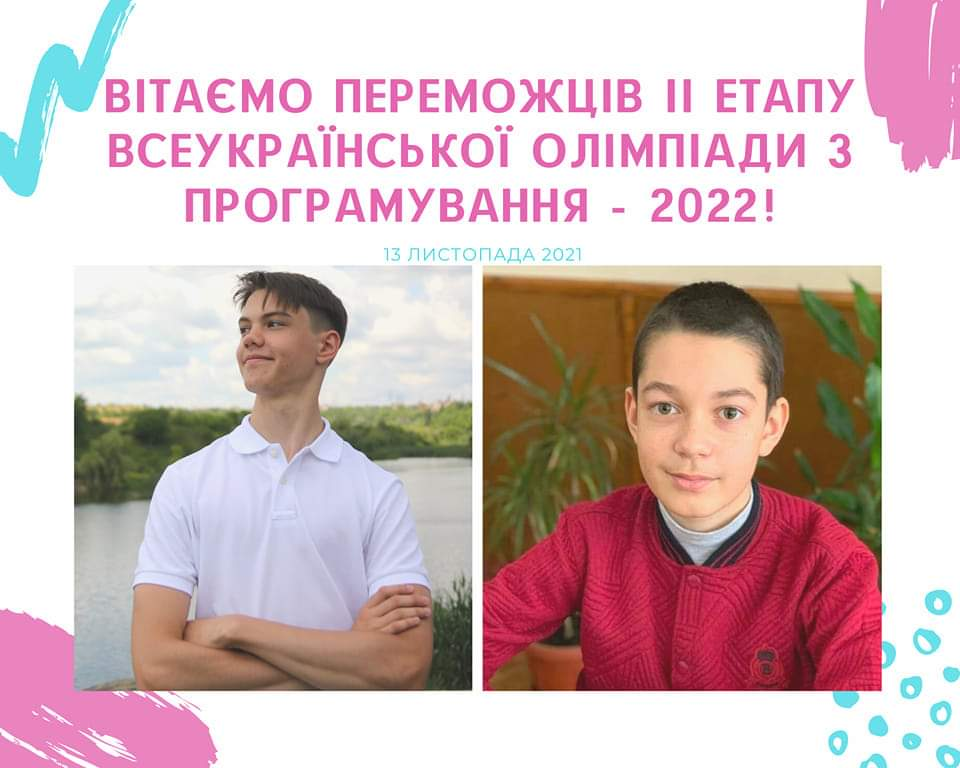 ВІТАЄМО ПЕРЕМОЖЦІВ ІІ ЕТАПУ
ВСЕУКРАЇНСЬКОЇ ОЛІМПІАДИ З
ПРОГРАМУВАННЯ - 2022!
13 ЛИСТОПАДА 2021